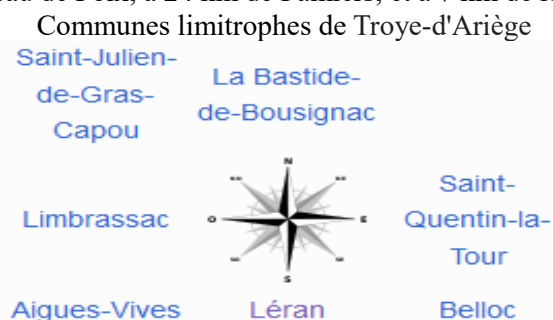 Communes limitrophes de Troye-d'Ariège
Saint-Julien-
de-Gras-
Capou
La Bastide-
de-Bousignac
N
O
E
S
Limbrassac
Saint-
Quentin-la-
Tour
Aigues-Vives
Léran
Belloc